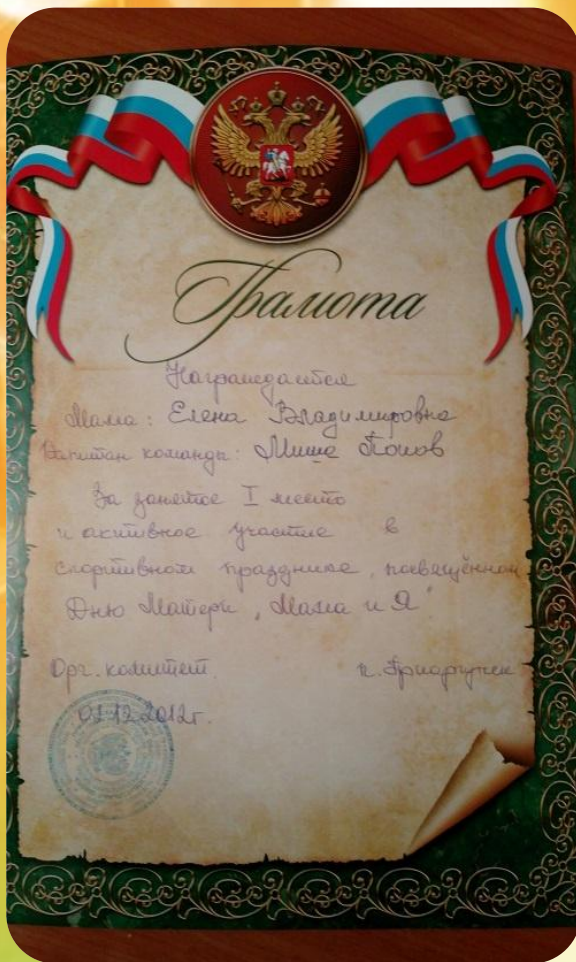 Грамота
Награждается
Мама: Елена Владимировна
Капитан команды: Миша Попов
За занятое I место
и активное участие в
спортивном празднике, посвящённом
Дню Матери „Мама и Я"
Орг. комитет п. Приаргунск
01.12.2012г.